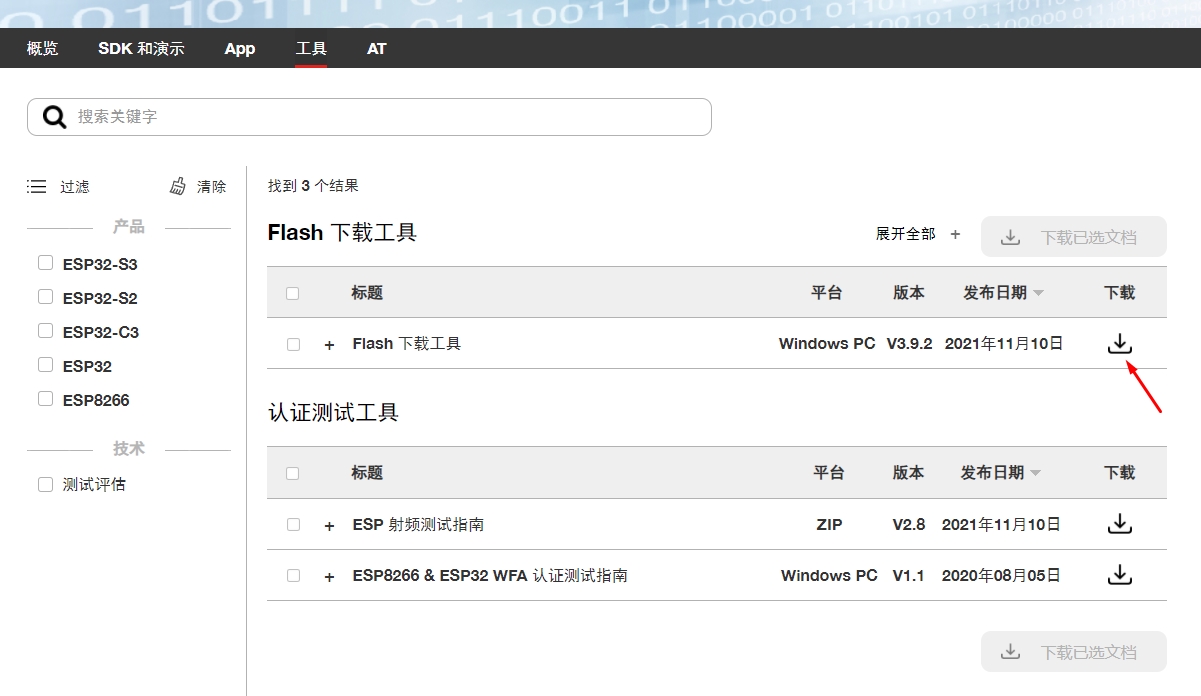 概览 SDK 和演示 App 工具 AT
搜索关键字
过滤 清除
产品
ESP32-S3
ESP32-S2
ESP32-C3
ESP32
ESP8266
技术
测试评估
找到 3 个结果
Flash 下载工具 展开全部 + 下载已选文档
标题 平台 版本 发布日期 下载
+ Flash 下载工具 Windows PC V3.9.2 2021年11月10日
认证测试工具
标题 平台 版本 发布日期 下载
+ ESP 射频测试指南 ZIP V2.8 2021年11月10日
+ ESP8266 & ESP32 WFA 认证测试指南 Windows PC V1.1 2020年08月05日
下载已选文档